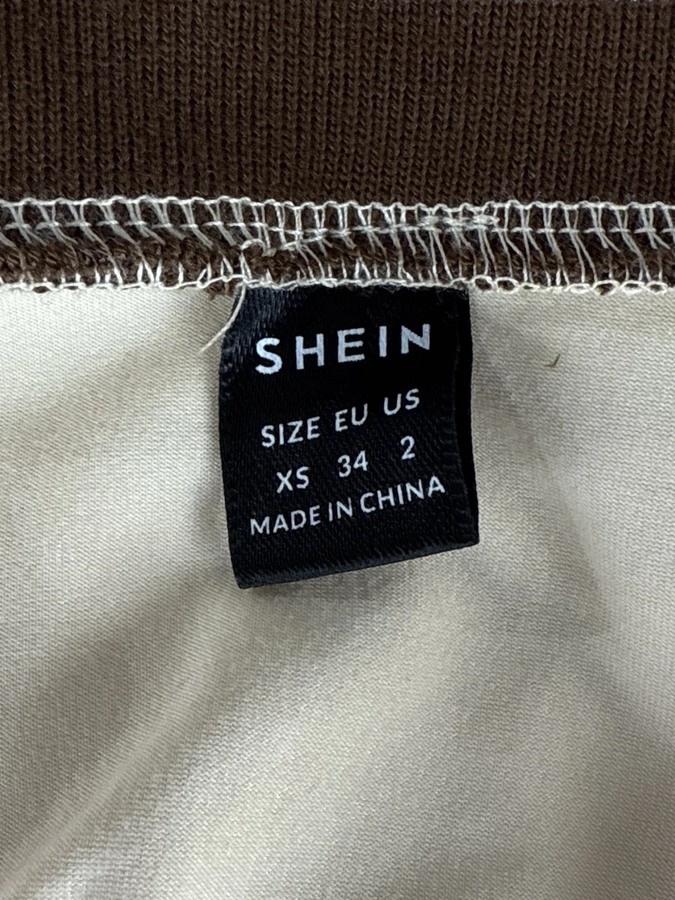 SHEIN
SIZE EU US
XS 34 2
MADE IN CHINA